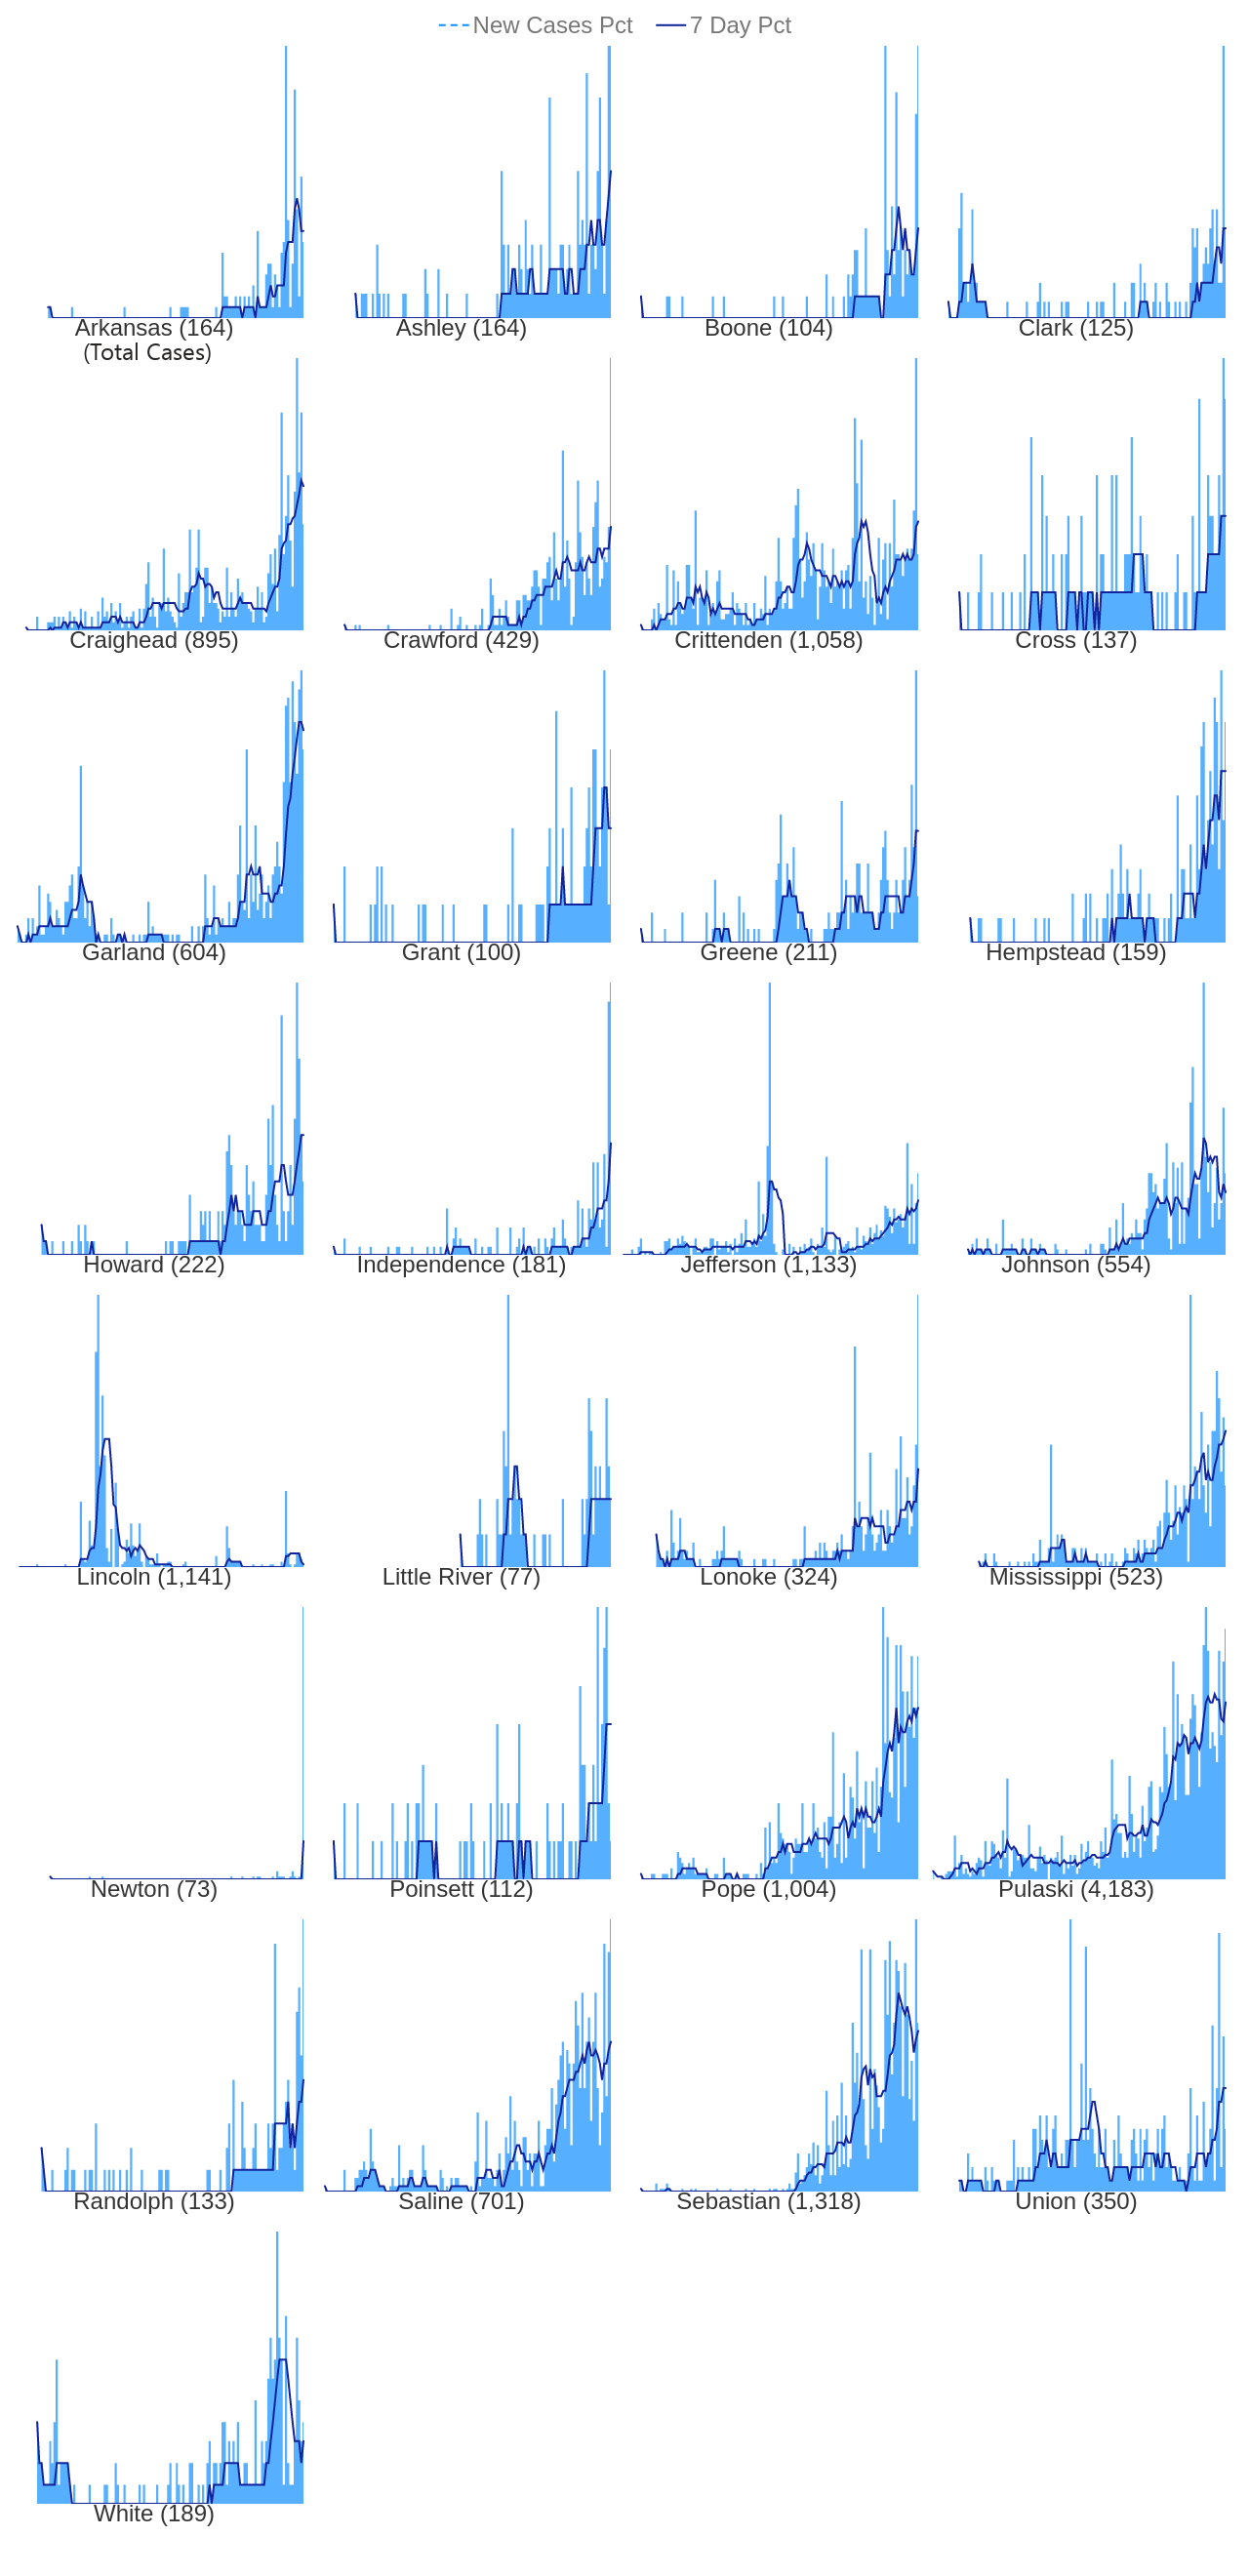 New Cases Pct 7 Day Pct
Arkansas (164) Ashley (164) Boone (104) Clark (125)
(Total Cases)
Craighead (895) Crawford (429) Crittenden (1,058) Cross (137)
Garland (604) Grant (100) Greene (211) Hempstead (159)
Howard (222) Independence (181) Jefferson (1,133) Johnson (554)
Lincoln (1,141) Little River (77) Lonoke (324) Mississippi (523)
Newton (73) Poinsett (112) Pope (1,004) Pulaski (4,183)
Randolph (133) Saline (701) Sebastian (1,318) Union (350)
White (189)